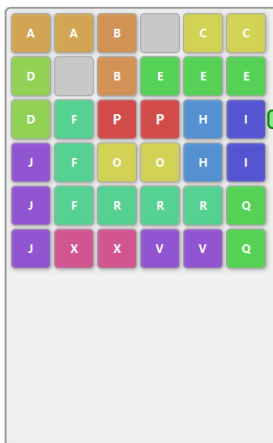 A A B C C
D B E E E
D F P P H I
J F O O H I
J F R R R Q
J X X V V Q